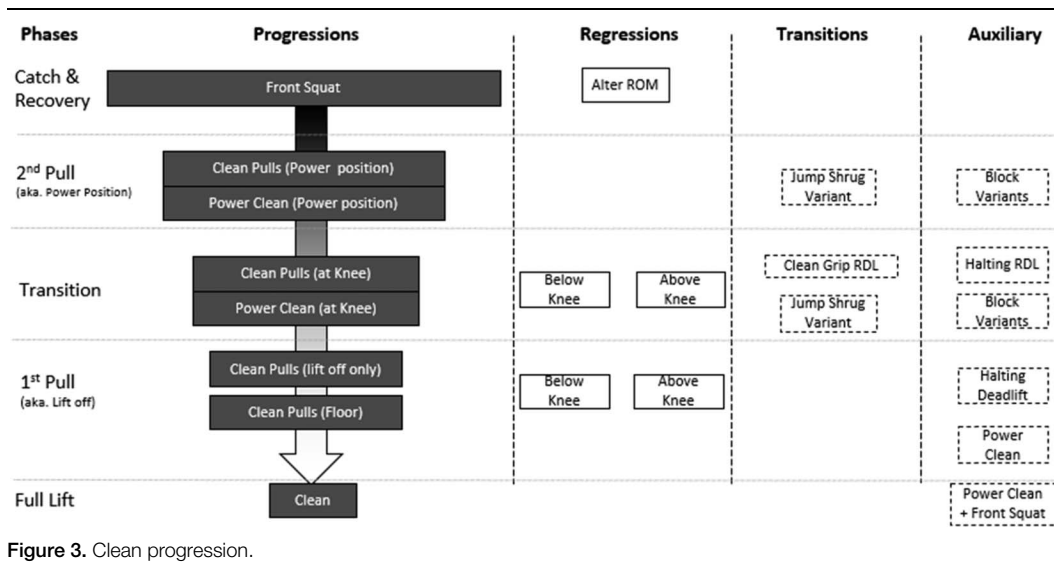 Phases Progressions Regressions Transitions Auxiliary
Catch &
Recovery
Front Squat
Alter ROM
2nd Pull
(aka. Power Position)
Clean Pulls (Power position)
Power Clean (Power position)
Jump Shrug
Variant
Block
Variants
Transition
Clean Pulls (at Knee)
Power Clean (at Knee)
Below
Knee
Above
Knee
Clean Grip RDL
Jump Shrug
Variant
Halting RDL
Block
Variants
1st Pull
(aka. Lift off)
Clean Pulls (lift off only)
Clean Pulls (Floor)
Below
Knee
Above
Knee
Halting
Deadlift
Power
Clean
Full Lift
Clean
Power Clean
+ Front Squat
Figure 3. Clean progression.